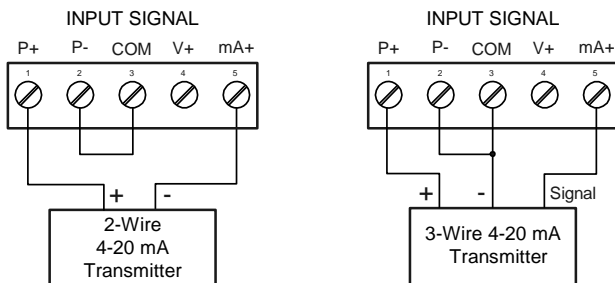 INPUT SIGNAL
P+ P- COM V+ mA+
1 2 3 4 5
+ -
2-Wire
4-20 mA
Transmitter
INPUT SIGNAL
P+ P- COM V+ mA+
1 2 3 4 5
+ - Signal
3-Wire 4-20 mA
Transmitter